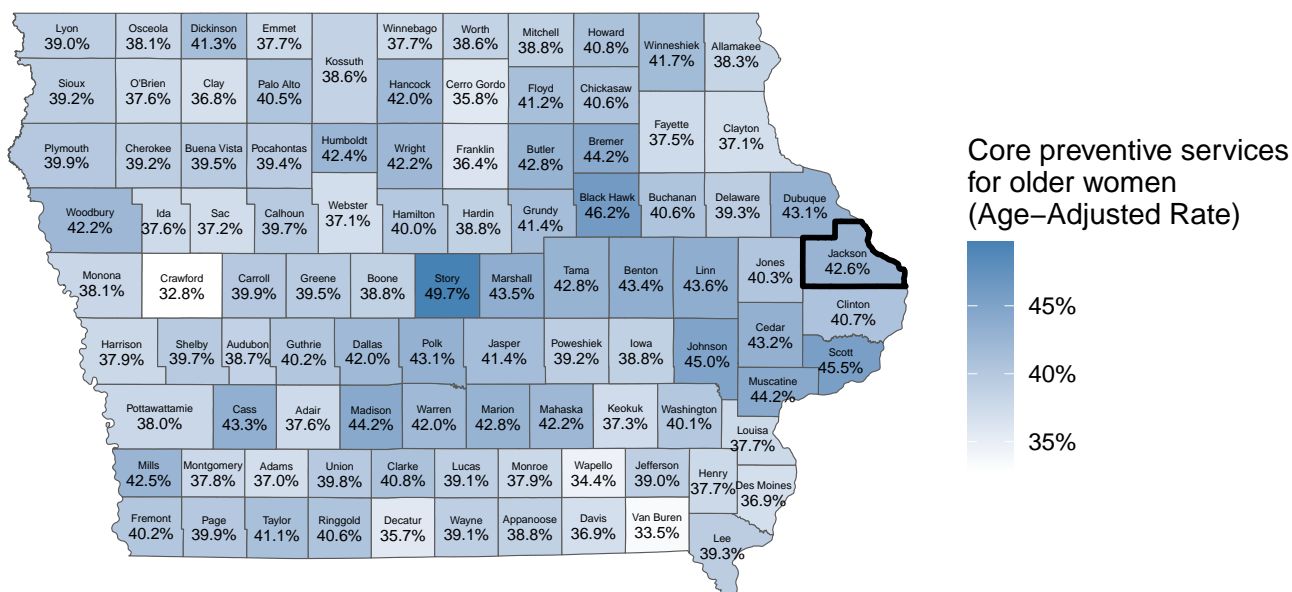 Lyon
39.0%
Osceola
38.1%
Dickinson
41.3%
Emmet
37.7%
Kossuth
38.6%
Winnebago
37.7%
Worth
38.6%
Mitchell
38.8%
Howard
40.8%
Winneshiek
41.7%
Allamakee
38.3%
Sioux
39.2%
O'Brien
37.6%
Clay
36.8%
Palo Alto
40.5%
Hancock
42.0%
Cerro Gordo
35.8%
Floyd
41.2%
Chickasaw
40.6%
Fayette
37.5%
Clayton
37.1%
Plymouth
39.9%
Cherokee
39.2%
Buena Vista
39.5%
Pocahontas
39.4%
Humboldt
42.4%
Wright
42.2%
Franklin
36.4%
Butler
42.8%
Bremer
44.2%
Woodbury
42.2%
Ida
37.6%
Sac
37.2%
Calhoun
39.7%
Webster
37.1%
Hamilton
40.0%
Hardin
38.8%
Grundy
41.4%
Black Hawk
46.2%
Buchanan
40.6%
Delaware
39.3%
Dubuque
43.1%
Monona
38.1%
Crawford
32.8%
Carroll
39.9%
Greene
39.5%
Boone
38.8%
Story
49.7%
Marshall
43.5%
Tama
42.8%
Benton
43.4%
Linn
43.6%
Jones
40.3%
Jackson
42.6%
Clinton
40.7%
Harrison
37.9%
Shelby
39.7%
Audubon
38.7%
Guthrie
40.2%
Dallas
42.0%
Polk
43.1%
Jasper
41.4%
Poweshiek
39.2%
Iowa
38.8%
Johnson
45.0%
Cedar
43.2%
Scott
45.5%
Muscatine
44.2%
Pottawattamie
38.0%
Cass
43.3%
Adair
37.6%
Madison
44.2%
Warren
42.0%
Marion
42.8%
Mahaska
42.2%
Keokuk
37.3%
Washington
40.1%
Louisa
37.7%
Mills
42.5%
Montgomery
37.8%
Adams
37.0%
Union
39.8%
Clarke
40.8%
Lucas
39.1%
Monroe
37.9%
Wapello
34.4%
Jefferson
39.0%
Henry
37.7%
Des Moines
36.9%
Fremont
40.2%
Page
39.9%
Taylor
41.1%
Ringgold
40.6%
Decatur
35.7%
Wayne
39.1%
Appanoose
38.8%
Davis
36.9%
Van Buren
33.5%
Lee
39.3%
Core preventive services
for older women
(Age–Adjusted Rate)
45%
40%
35%